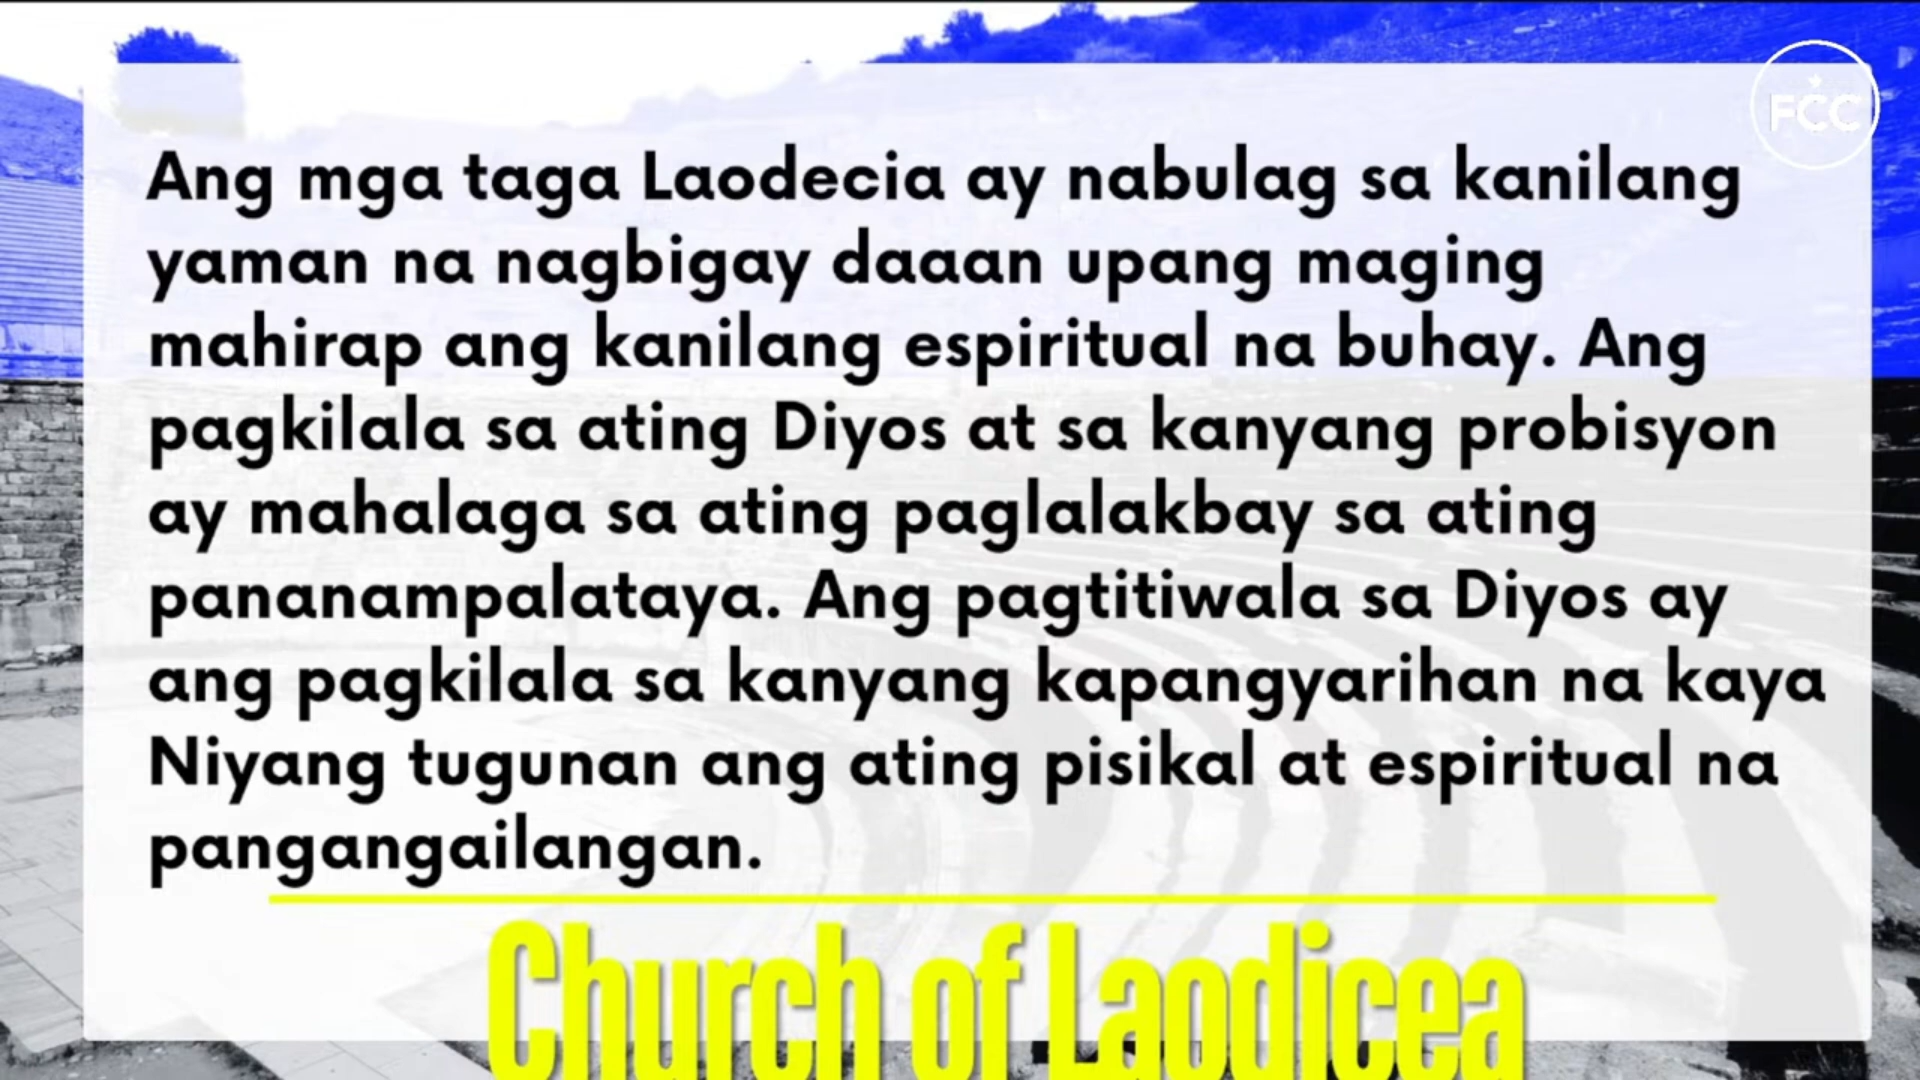 FCC
Ang mga taga Laodecia ay nabulag sa kanilang
yaman na nagbigay daaan upang maging
mahirap ang kanilang espiritual na buhay. Ang
pagkilala sa ating Diyos at sa kanyang probisyon
ay mahalaga sa ating paglalakbay sa ating
pananampalataya. Ang pagtitiwala sa Diyos ay
ang pagkilala sa kanyang kapangyarihan na kaya
Niyang tugunan ang ating pisikal at espiritual na
pangangailangan.
Church of Laodicea